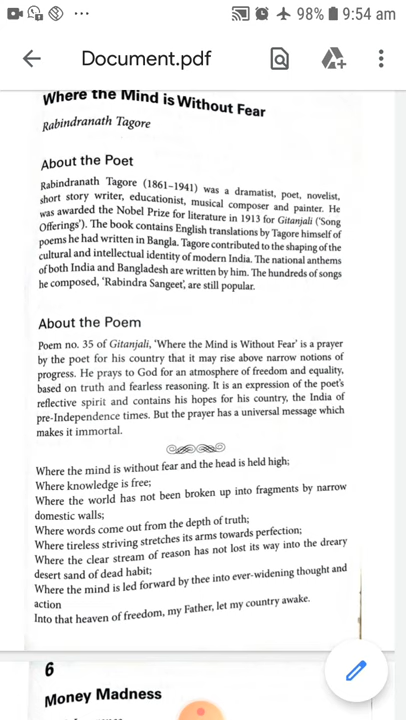 98% 9:54 am
Document.pdf
Where the Mind is Without Fear
Rabindranath Tagore
About the Poet
Rabindranath Tagore (1861–1941) was a dramatist, poet, novelist,
short story writer, educationist, musical composer and painter. He
was awarded the Nobel Prize for literature in 1913 for Gitanjali ('Song
Offerings'). The book contains English translations by Tagore himself of
poems he had written in Bangla. Tagore contributed to the shaping of the
cultural and intellectual identity of modern India. The national anthems
of both India and Bangladesh are written by him. The hundreds of songs
he composed, 'Rabindra Sangeet', are still popular.
About the Poem
Poem no. 35 of Gitanjali, 'Where the Mind is Without Fear' is a prayer
by the poet for his country that it may rise above narrow notions of
progress. He prays to God for an atmosphere of freedom and equality,
based on truth and fearless reasoning. It is an expression of the poet's
reflective spirit and contains his hopes for his country, the India of
pre-Independence times. But the prayer has a universal message which
makes it immortal.
Where the mind is without fear and the head is held high;
Where knowledge is free;
Where the world has not been broken up into fragments by narrow
domestic walls;
Where words come out from the depth of truth;
Where tireless striving stretches its arms towards perfection;
Where the clear stream of reason has not lost its way into the dreary
desert sand of dead habit;
Where the mind is led forward by thee into ever-widening thought and
action
Into that heaven of freedom, my Father, let my country awake.
6
Money Madness